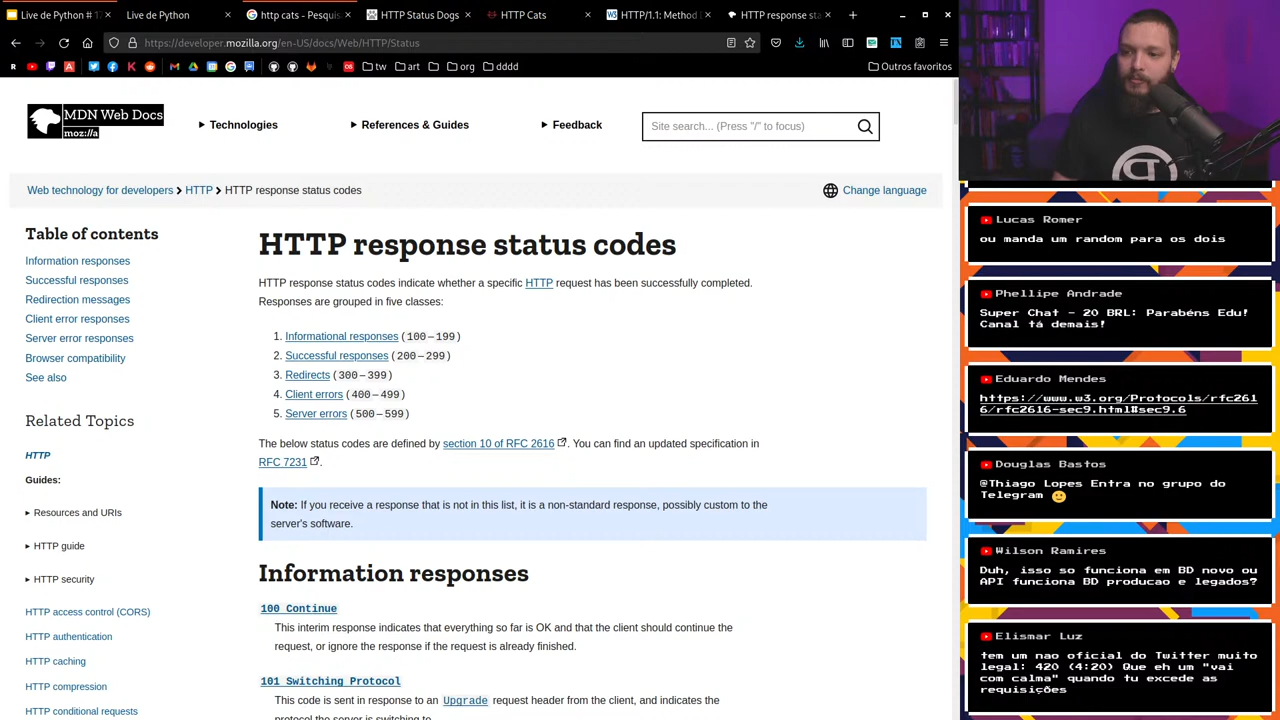 Live de Python # 1
Live de Python
http cats - Pesquis
HTTP Status Dogs
HTTP Cats
HTTP/1.1: Method
HTTP response sta
https://developer.mozilla.org/en-US/docs/Web/HTTP/Status
tw
art
org
dddd
Outros favoritos
MDN Web Docs
moz://a
Technologies
References & Guides
Feedback
Site search... (Press "/" to focus)
Web technology for developers > HTTP > HTTP response status codes
Change language
Table of contents
Information responses
Successful responses
Redirection messages
Client error responses
Server error responses
Browser compatibility
See also
Related Topics
HTTP
Guides:
Resources and URIs
HTTP guide
HTTP security
HTTP access control (CORS)
HTTP authentication
HTTP caching
HTTP compression
HTTP conditional requests
HTTP response status codes
HTTP response status codes indicate whether a specific HTTP request has been successfully completed.
Responses are grouped in five classes:
1. Informational responses (100–199)
2. Successful responses (200–299)
3. Redirects (300–399)
4. Client errors (400–499)
5. Server errors (500–599)
The below status codes are defined by section 10 of RFC 2616. You can find an updated specification in
RFC 7231.
Note: If you receive a response that is not in this list, it is a non-standard response, possibly custom to the
server's software.
Information responses
100 Continue
This interim response indicates that everything so far is OK and that the client should continue the
request, or ignore the response if the request is already finished.
101 Switching Protocol
This code is sent in response to an Upgrade request header from the client, and indicates the
protocol the server is switching to.
Lucas Romer
ou manda um random para os dois
Phellipe Andrade
Super Chat - 20 BRL: Parabéns Edu!
Canal tá demais!
Eduardo Mendes
https://www.w3.org/Protocols/rfc261
6/rfc2616-sec9.html#sec9.6
Douglas Bastos
@Thiago Lopes Entra no grupo do
Telegram 🙂
Wilson Ramires
Duh, isso so funciona em BD novo ou
API funciona BD producao e legados?
Elismar Luz
tem um nao oficial do Twitter muito
legal: 420 (4:20) Que eh um "vai
com calma" quando tu excede as
requisições